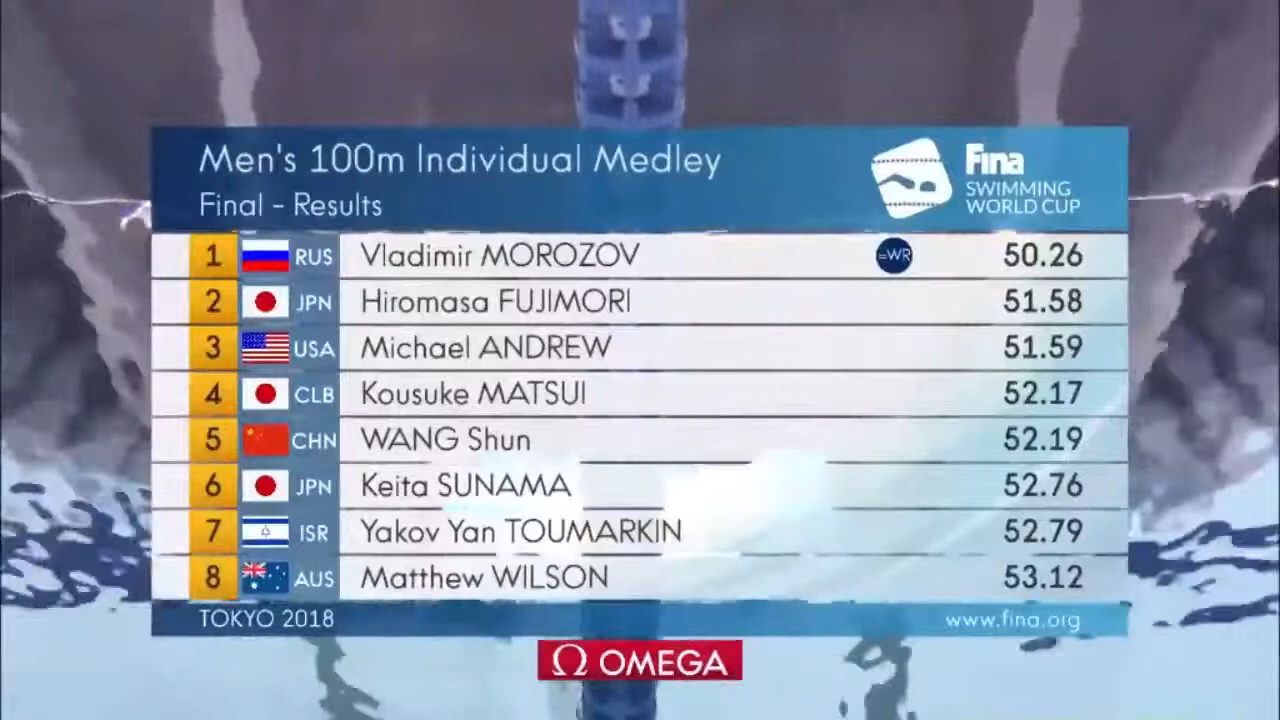 Men's 100m Individual Medley
Final - Results
Fina
SWIMMING
WORLD CUP
1 RUS Vladimir MOROZOV =WR 50.26
2 JPN Hiromasa FUJIMORI 51.58
3 USA Michael ANDREW 51.59
4 CLB Kousuke MATSUI 52.17
5 CHN WANG Shun 52.19
6 JPN Keita SUNAMA 52.76
7 ISR Yakov Yan TOUMARKIN 52.79
8 AUS Matthew WILSON 53.12
TOKYO 2018 www.fina.org
Ω OMEGA